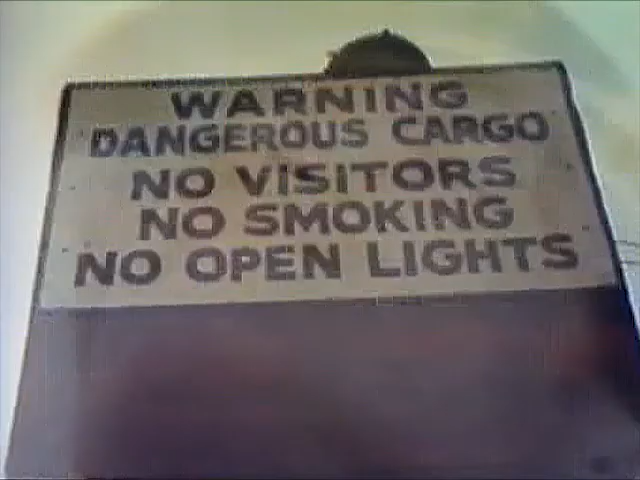 WARNING
DANGEROUS CARGO
NO VISITORS
NO SMOKING
NO OPEN LIGHTS